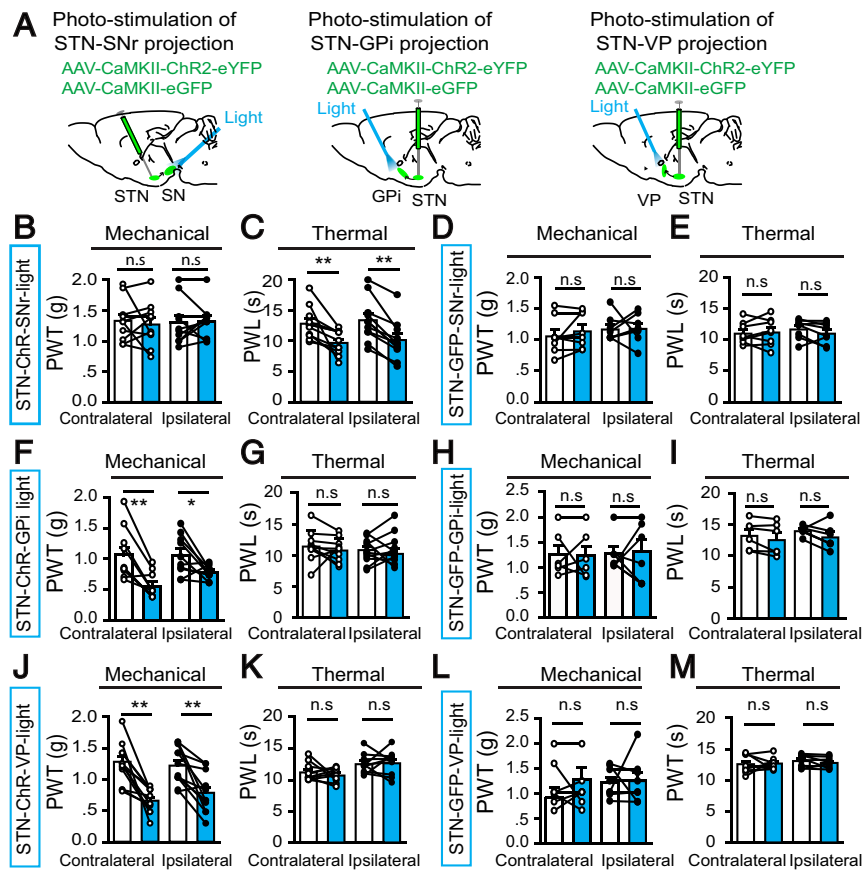 A
Photo-stimulation of
STN-SNr projection
AAV-CaMKII-ChR2-eYFP
AAV-CaMKII-eGFP
Light
STN
SN
Photo-stimulation of
STN-GPi projection
AAV-CaMKII-ChR2-eYFP
AAV-CaMKII-eGFP
Light
GPi
STN
Photo-stimulation of
STN-VP projection
AAV-CaMKII-ChR2-eYFP
AAV-CaMKII-eGFP
Light
VP
STN
STN-ChR-SNr-light
B
Mechanical
n.s
n.s
PWT (g)
2.0
1.5
1.0
.5
0.0
Contralateral
Ipsilateral
C
Thermal
**
**
PWL (s)
25
20
15
10
5
0
Contralateral
Ipsilateral
STN-GFP-SNr-light
D
Mechanical
n.s
n.s
PWT (g)
2.0
1.5
1.0
.5
0.0
Contralateral
Ipsilateral
E
Thermal
n.s
n.s
PWL (s)
20
15
10
5
0
Contralateral
Ipsilateral
STN-ChR-GPi light
F
Mechanical
**
*
PWT (g)
2.0
1.5
1.0
.5
0.0
Contralateral
Ipsilateral
G
Thermal
n.s
n.s
PWL (s)
20
15
10
5
0
Contralateral
Ipsilateral
STN-GFP-GPi-light
H
Mechanical
n.s
n.s
PWT (g)
2.5
2.0
1.5
1.0
.5
0.0
Contralateral
Ipsilateral
I
Thermal
n.s
n.s
PWL (s)
20
15
10
5
0
Contralateral
Ipsilateral
STN-ChR-VP-light
J
Mechanical
**
**
PWT (g)
2.0
1.5
1.0
.5
.0
Contralateral
Ipsilateral
K
Thermal
n.s
n.s
PWL (s)
20
15
10
5
0
Contralateral
Ipsilateral
STN-GFP-VP-light
L
Mechanical
n.s
n.s
PWT (g)
2.5
2.0
1.5
1.0
.5
0.0
Contralateral
Ipsilateral
M
Thermal
n.s
n.s
PWT (s)
20
15
10
5
0
Contralateral
Ipsilateral